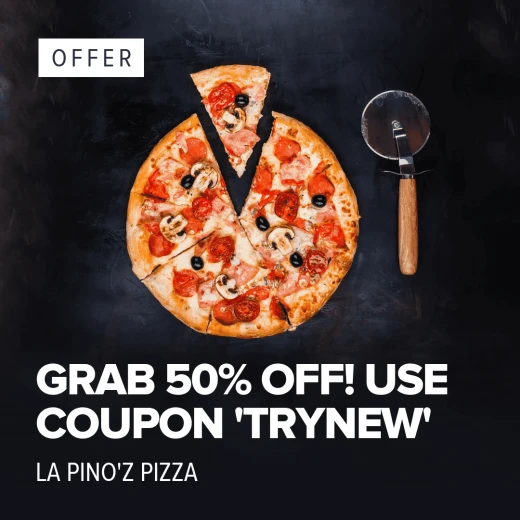 OFFER
GRAB 50% OFF! USE
COUPON 'TRYNEW'
LA PINO'Z PIZZA